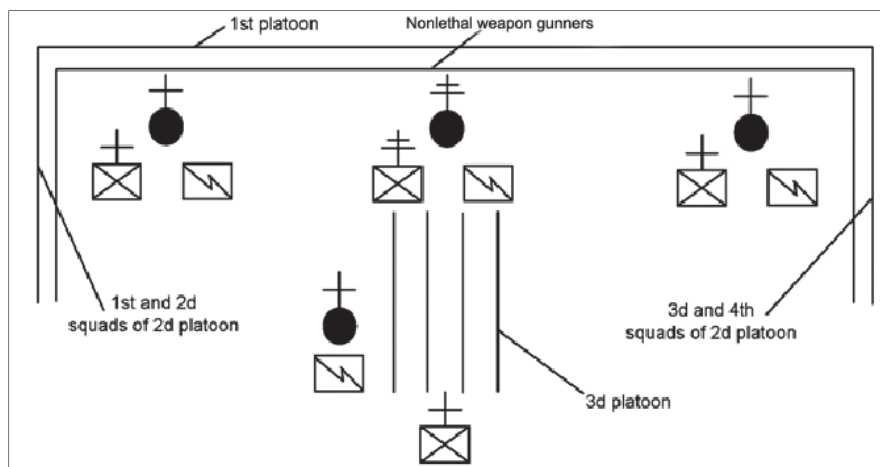 1st platoon
Nonlethal weapon gunners
1st and 2d
squads of 2d platoon
3d and 4th
squads of 2d platoon
3d platoon